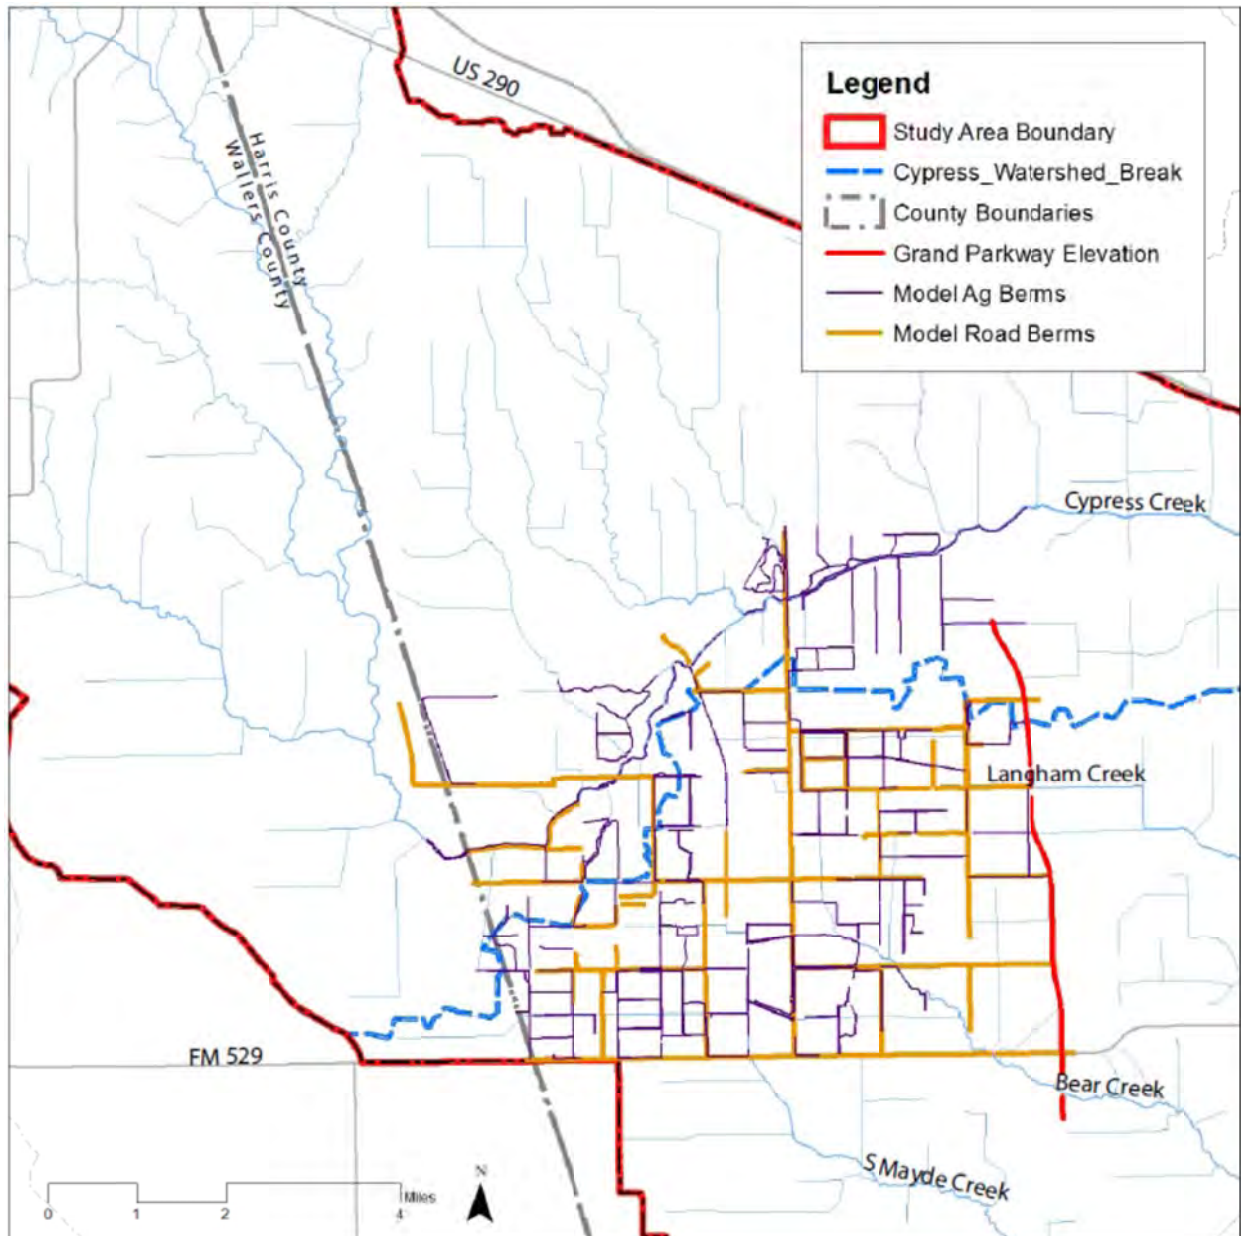 US 290
Harris County
Wallers County
Legend
Study Area Boundary
Cypress_Watershed_Break
County Boundaries
Grand Parkway Elevation
Model Ag Berms
Model Road Berms
Cypress Creek
Langham Creek
FM 529
Bear Creek
S Mayde Creek
N
Miles
0 1 2 4